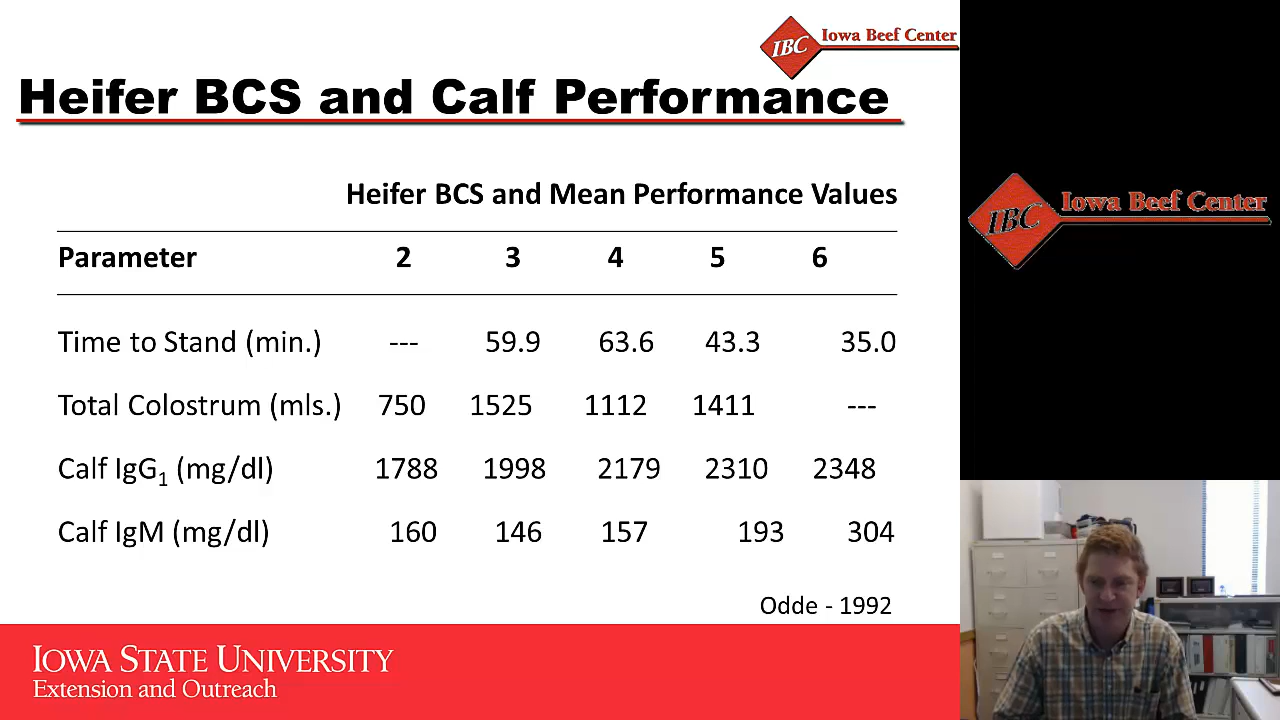 IBC Iowa Beef Center
Heifer BCS and Calf Performance
Heifer BCS and Mean Performance Values
Parameter 2 3 4 5 6
Time to Stand (min.) --- 59.9 63.6 43.3 35.0
Total Colostrum (mls.) 750 1525 1112 1411 ---
Calf IgG1 (mg/dl) 1788 1998 2179 2310 2348
Calf IgM (mg/dl) 160 146 157 193 304
Odde - 1992
IOWA STATE UNIVERSITY
Extension and Outreach
IBC Iowa Beef Center